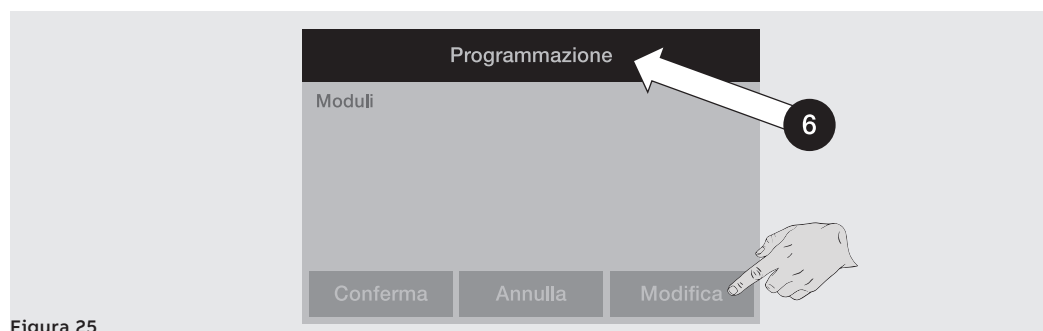 Programmazione
Moduli
6
Conferma Annulla Modifica
Figura 25